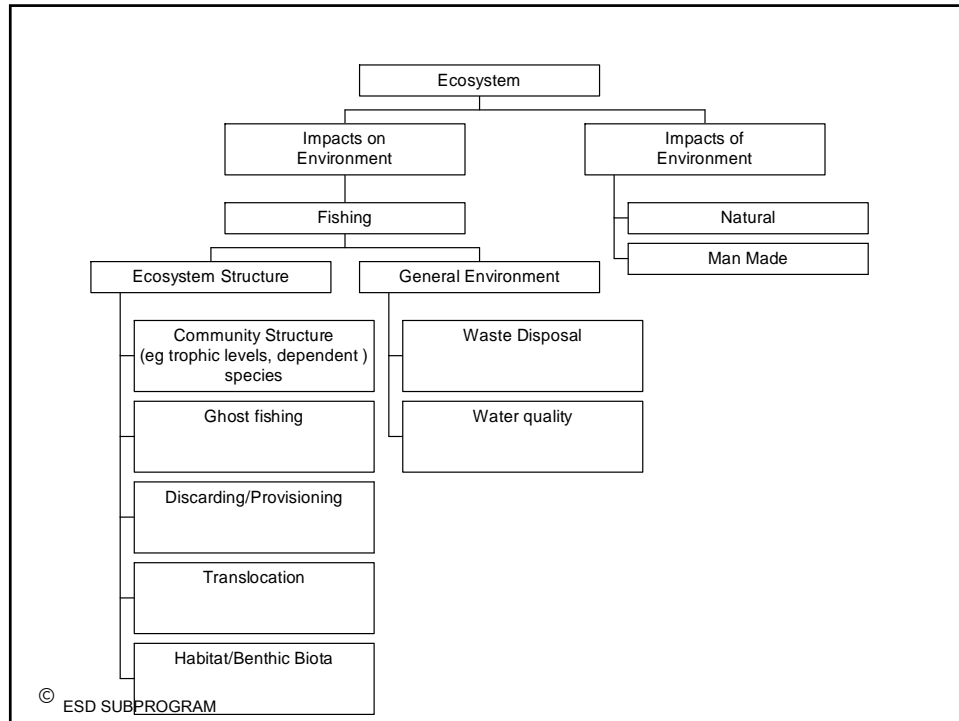 Ecosystem
Impacts on
Environment
Impacts of
Environment
Fishing
Natural
Man Made
Ecosystem Structure
General Environment
Community Structure
(eg trophic levels, dependent )
species
Waste Disposal
Ghost fishing
Water quality
Discarding/Provisioning
Translocation
Habitat/Benthic Biota
© ESD SUBPROGRAM